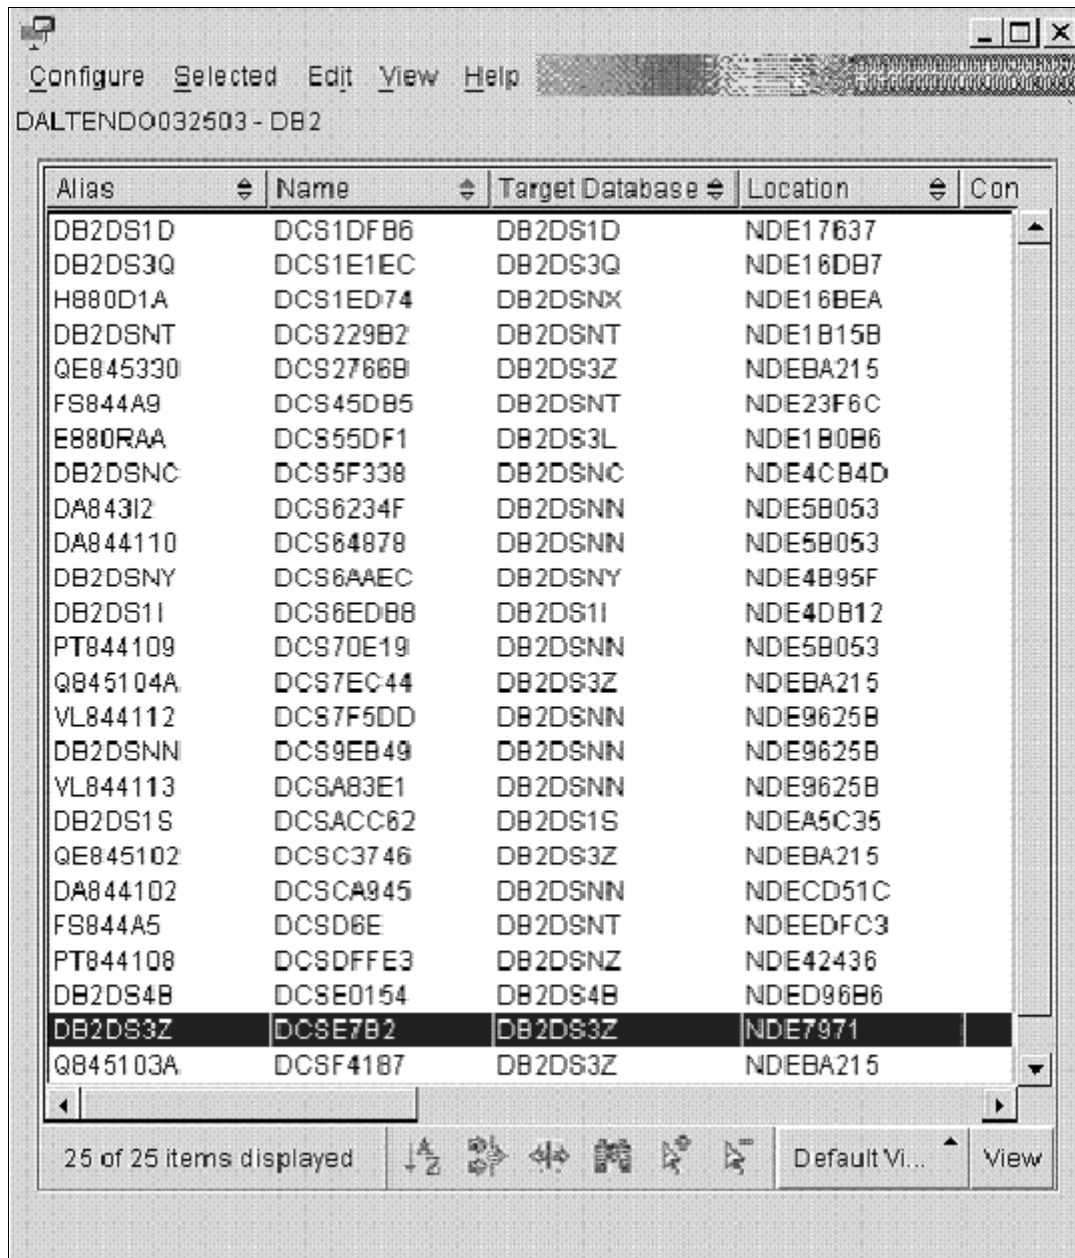 Configure Selected Edit View Help
DALTENDO032503 - DB2
Alias Name Target Database Location Con
DB2DS1D DCS1DFB6 DB2DS1D NDE17637
DB2DS3Q DCS1E1EC DB2DS3Q NDE16DB7
H880D1A DCS1ED74 DB2DSNX NDE16BEA
DB2DSNT DCS229B2 DB2DSNT NDE1B15B
QE845330 DCS2766B DB2DS3Z NDEBA215
FS844A9 DCS45DB5 DB2DSNT NDE23F6C
E880RAA DCS55DF1 DB2DS3L NDE1B0B6
DB2DSNC DCS5F338 DB2DSNC NDE4CB4D
DA843I2 DCS6234F DB2DSNN NDE5B053
DA844110 DCS64878 DB2DSNN NDE5B053
DB2DSNY DCS6AAEC DB2DSNY NDE4B95F
DB2DS1I DCS6EDB8 DB2DS1I NDE4DB12
PT844109 DCS70E19 DB2DSNN NDE5B053
Q845104A DCS7EC44 DB2DS3Z NDEBA215
VL844112 DCS7F5DD DB2DSNN NDE9625B
DB2DSNN DCS9EB49 DB2DSNN NDE9625B
VL844113 DCSA83E1 DB2DSNN NDE9625B
DB2DS1S DCSACC62 DB2DS1S NDEA5C35
QE845102 DCSC3746 DB2DS3Z NDEBA215
DA844102 DCSCA945 DB2DSNN NDECD51C
FS844A5 DCSD6E DB2DSNT NDEEDFC3
PT844108 DCSDFFE3 DB2DSNZ NDE42436
DB2DS4B DCSE0154 DB2DS4B NDED96B6
DB2DS3Z DCSE7B2 DB2DS3Z NDE7971
Q845103A DCSF4187 DB2DS3Z NDEBA215
25 of 25 items displayed Default Vi... View